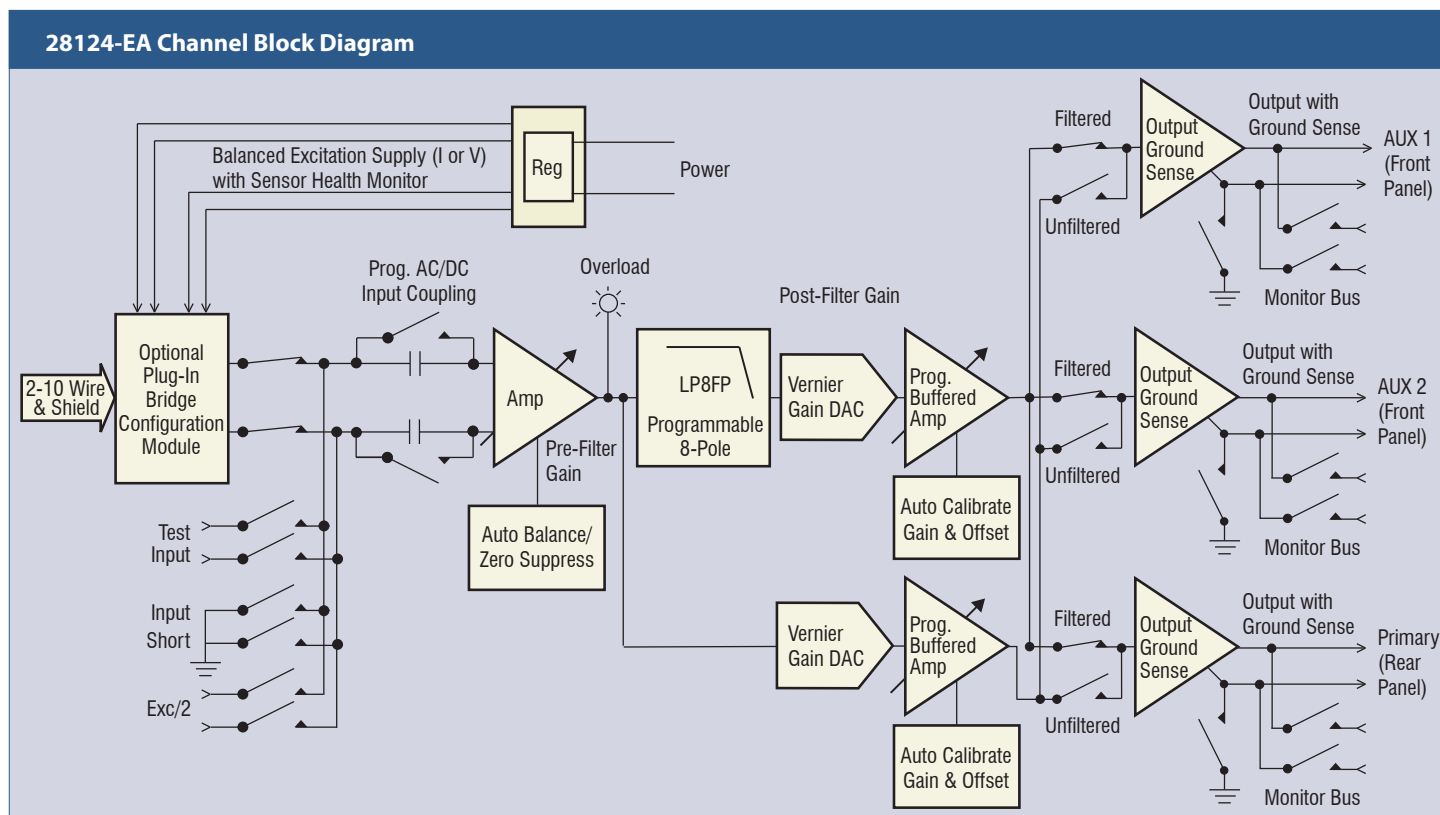 28124-EA Channel Block Diagram
Balanced Excitation Supply (I or V)
with Sensor Health Monitor
Reg
Power
2-10 Wire
& Shield
Optional
Plug-In
Bridge
Configuration
Module
Prog. AC/DC
Input Coupling
Amp
Pre-Filter
Gain
Auto Balance/
Zero Suppress
Overload
Test
Input
Input
Short
Exc/2
LP8FP
Programmable
8-Pole
Post-Filter Gain
Vernier
Gain DAC
Prog.
Buffered
Amp
Auto Calibrate
Gain & Offset
Vernier
Gain DAC
Prog.
Buffered
Amp
Auto Calibrate
Gain & Offset
Filtered
Unfiltered
Output
Ground
Sense
Output with
Ground Sense
AUX 1
(Front
Panel)
Monitor Bus
Filtered
Unfiltered
Output
Ground
Sense
Output with
Ground Sense
AUX 2
(Front
Panel)
Monitor Bus
Filtered
Unfiltered
Output
Ground
Sense
Output with
Ground Sense
Primary
(Rear
Panel)
Monitor Bus